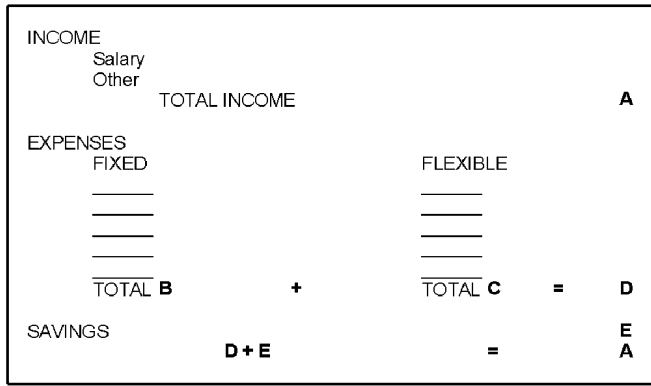 INCOME
Salary
Other
TOTAL INCOME A
EXPENSES
FIXED FLEXIBLE
TOTAL B + TOTAL C = D
SAVINGS E
D + E = A